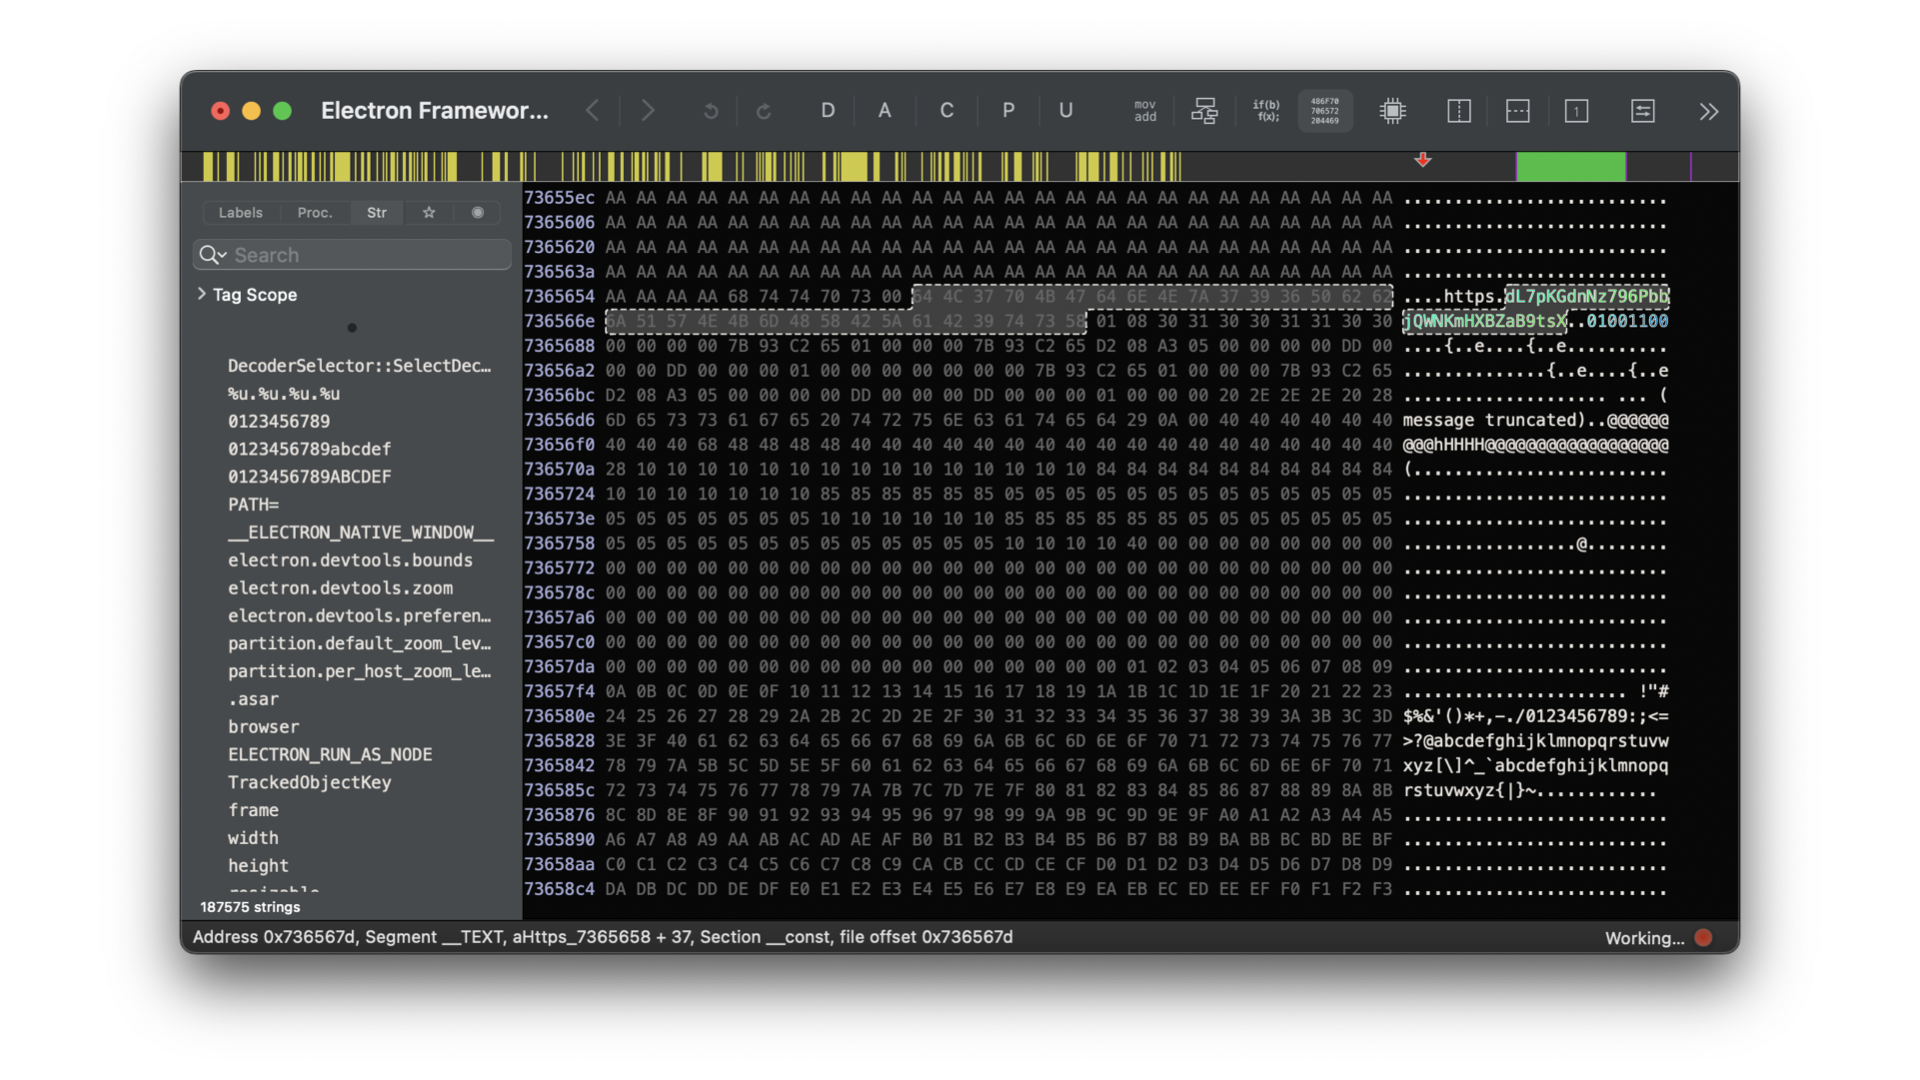 Electron Framewor...
D A C P U
mov add
if(b) f(x);
486F70 706572 204469
1
Labels Proc. Str
Search
Tag Scope
DecoderSelector::SelectDec...
%u.%u.%u.%u
0123456789
0123456789abcdef
0123456789ABCDEF
PATH=
__ELECTRON_NATIVE_WINDOW__
electron.devtools.bounds
electron.devtools.zoom
electron.devtools.preferen...
partition.default_zoom_lev...
partition.per_host_zoom_le...
.asar
browser
ELECTRON_RUN_AS_NODE
TrackedObjectKey
frame
width
height
187575 strings
73655ec AA AA AA AA AA AA AA AA AA AA AA AA AA AA AA AA AA AA AA AA AA AA AA AA AA AA ..........................
7365606 AA AA AA AA AA AA AA AA AA AA AA AA AA AA AA AA AA AA AA AA AA AA AA AA AA AA ..........................
7365620 AA AA AA AA AA AA AA AA AA AA AA AA AA AA AA AA AA AA AA AA AA AA AA AA AA AA ..........................
736563a AA AA AA AA AA AA AA AA AA AA AA AA AA AA AA AA AA AA AA AA AA AA AA AA AA AA ..........................
7365654 AA AA AA AA 68 74 74 70 73 00 64 4C 37 70 4B 47 64 6E 4E 7A 37 39 36 50 62 62 ....https.dL7pKGdnNz796Pbb
736566e 6A 51 57 4E 4B 6D 48 58 42 5A 61 42 39 74 73 58 01 08 30 31 30 30 31 31 30 30 jQWNKmHXBZaB9tsX..01001100
7365688 00 00 00 00 7B 93 C2 65 01 00 00 00 7B 93 C2 65 D2 08 A3 05 00 00 00 00 DD 00 ....{..e....{..e..........
73656a2 00 00 DD 00 00 00 01 00 00 00 00 00 00 00 7B 93 C2 65 01 00 00 00 7B 93 C2 65 ..............{..e....{..e
73656bc D2 08 A3 05 00 00 00 00 DD 00 00 00 DD 00 00 00 01 00 00 00 20 2E 2E 2E 20 28 .................... ... (
73656d6 6D 65 73 73 61 67 65 20 74 72 75 6E 63 61 74 65 64 29 0A 00 40 40 40 40 40 40 message truncated)..@@@@@@
73656f0 40 40 40 68 48 48 48 48 40 40 40 40 40 40 40 40 40 40 40 40 40 40 40 40 40 40 @@@hHHHH@@@@@@@@@@@@@@@@@@
736570a 28 10 10 10 10 10 10 10 10 10 10 10 10 10 10 10 84 84 84 84 84 84 84 84 84 84 (.........................
7365724 10 10 10 10 10 10 10 85 85 85 85 85 85 05 05 05 05 05 05 05 05 05 05 05 05 05 ..........................
736573e 05 05 05 05 05 05 05 10 10 10 10 10 10 85 85 85 85 85 85 05 05 05 05 05 05 05 ..........................
7365758 05 05 05 05 05 05 05 05 05 05 05 05 05 10 10 10 10 40 00 00 00 00 00 00 00 00 .................@........
7365772 00 00 00 00 00 00 00 00 00 00 00 00 00 00 00 00 00 00 00 00 00 00 00 00 00 00 ..........................
736578c 00 00 00 00 00 00 00 00 00 00 00 00 00 00 00 00 00 00 00 00 00 00 00 00 00 00 ..........................
73657a6 00 00 00 00 00 00 00 00 00 00 00 00 00 00 00 00 00 00 00 00 00 00 00 00 00 00 ..........................
73657c0 00 00 00 00 00 00 00 00 00 00 00 00 00 00 00 00 00 00 00 00 00 00 00 00 00 00 ..........................
73657da 00 00 00 00 00 00 00 00 00 00 00 00 00 00 00 00 00 01 02 03 04 05 06 07 08 09 ..........................
73657f4 0A 0B 0C 0D 0E 0F 10 11 12 13 14 15 16 17 18 19 1A 1B 1C 1D 1E 1F 20 21 22 23 ...................... !"#
736580e 24 25 26 27 28 29 2A 2B 2C 2D 2E 2F 30 31 32 33 34 35 36 37 38 39 3A 3B 3C 3D $%&'()*+,-./0123456789:;<=
7365828 3E 3F 40 61 62 63 64 65 66 67 68 69 6A 6B 6C 6D 6E 6F 70 71 72 73 74 75 76 77 >?@abcdefghijklmnopqrstuvw
7365842 78 79 7A 5B 5C 5D 5E 5F 60 61 62 63 64 65 66 67 68 69 6A 6B 6C 6D 6E 6F 70 71 xyz[\]^_`abcdefghijklmnopq
736585c 72 73 74 75 76 77 78 79 7A 7B 7C 7D 7E 7F 80 81 82 83 84 85 86 87 88 89 8A 8B rstuvwxyz{|}~............
7365876 8C 8D 8E 8F 90 91 92 93 94 95 96 97 98 99 9A 9B 9C 9D 9E 9F A0 A1 A2 A3 A4 A5 ..........................
7365890 A6 A7 A8 A9 AA AB AC AD AE AF B0 B1 B2 B3 B4 B5 B6 B7 B8 B9 BA BB BC BD BE BF ..........................
73658aa C0 C1 C2 C3 C4 C5 C6 C7 C8 C9 CA CB CC CD CE CF D0 D1 D2 D3 D4 D5 D6 D7 D8 D9 ..........................
73658c4 DA DB DC DD DE DF E0 E1 E2 E3 E4 E5 E6 E7 E8 E9 EA EB EC ED EE EF F0 F1 F2 F3 ..........................
Address 0x736567d, Segment __TEXT, aHttps_7365658 + 37, Section __const, file offset 0x736567d
Working...